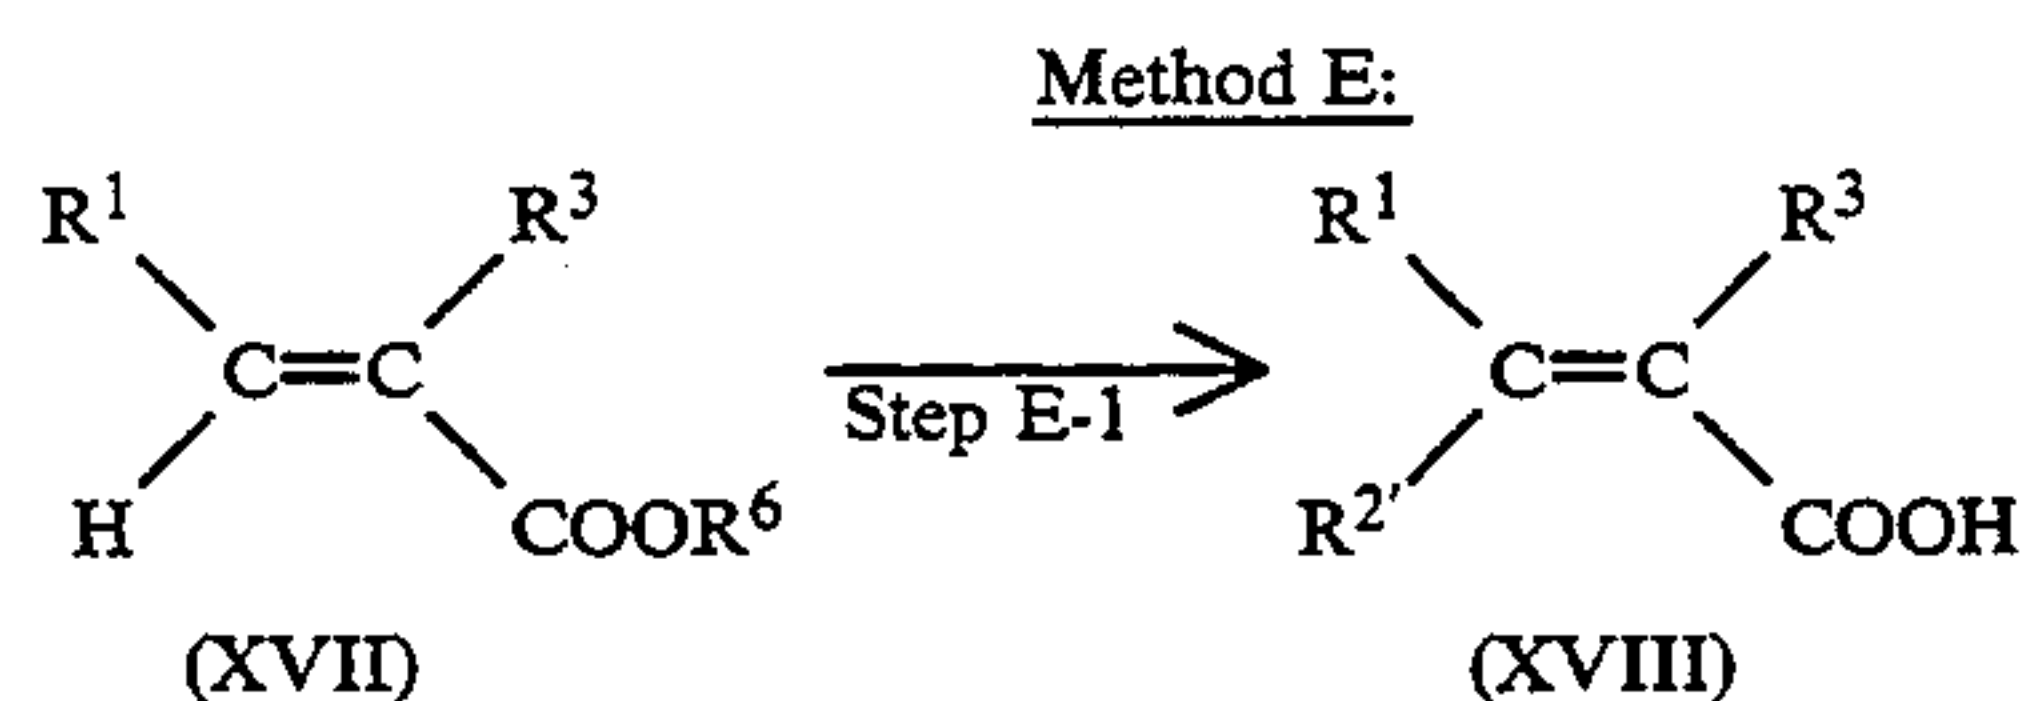 Method E:
R¹ R³ R¹ R³
C=C C=C
Step E-1
H COOR⁶ R²′ COOH
(XVII) (XVIII)